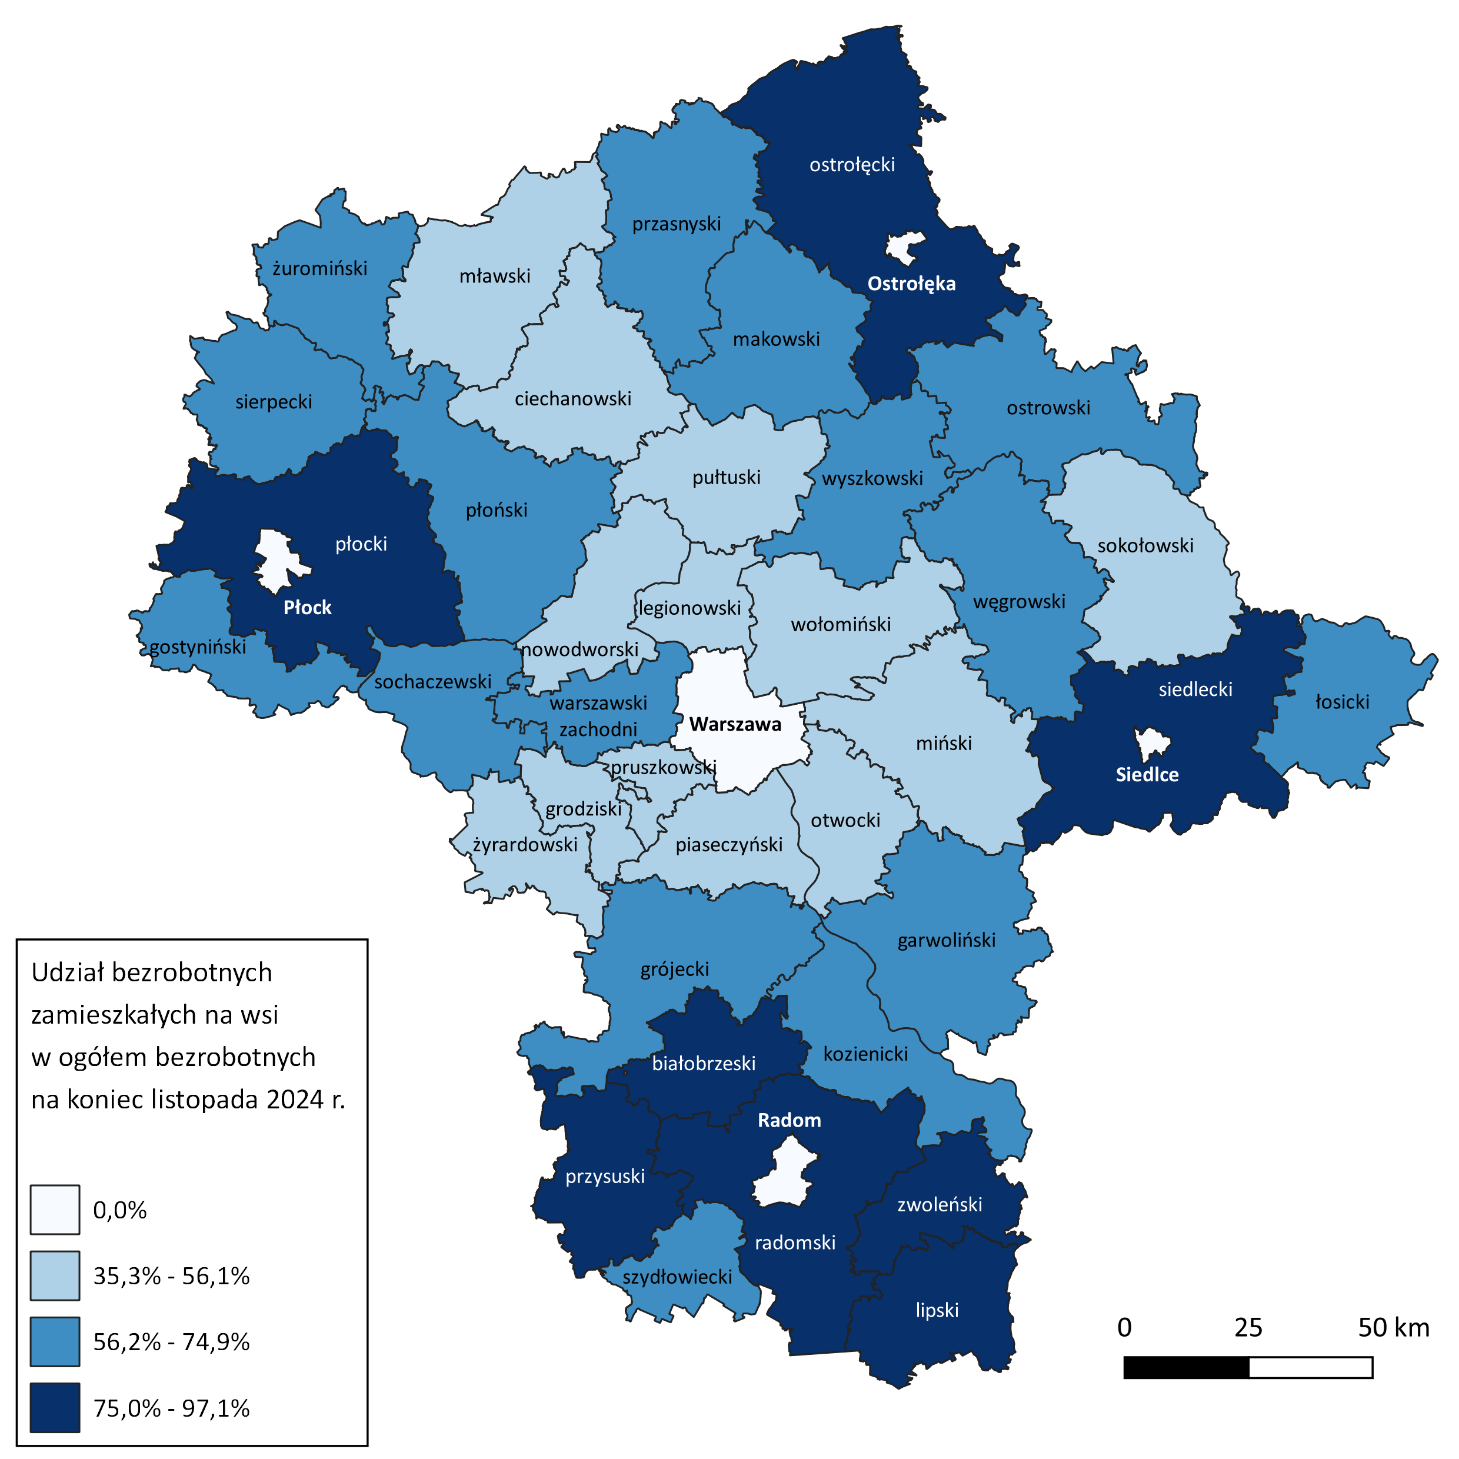 ostrołęcki
przasnyski
Ostrołęka
żuromiński
mławski
makowski
ciechanowski
sierpecki
ostrowski
pułtuski
wyszkowski
płoński
płocki
sokołowski
Płock
legionowski
węgrowski
wołomiński
gostyniński
nowodworski
sochaczewski
siedlecki
warszawski
zachodni
łosicki
Warszawa
miński
pruszkowski
Siedlce
grodziski
otwocki
żyrardowski
piaseczyński
garwoliński
grójecki
kozienicki
białobrzeski
Radom
przysuski
zwoleński
radomski
szydłowiecki
lipski
Udział bezrobotnych
zamieszkałych na wsi
w ogółem bezrobotnych
na koniec listopada 2024 r.
0,0%
35,3% - 56,1%
56,2% - 74,9%
75,0% - 97,1%
0 25 50 km